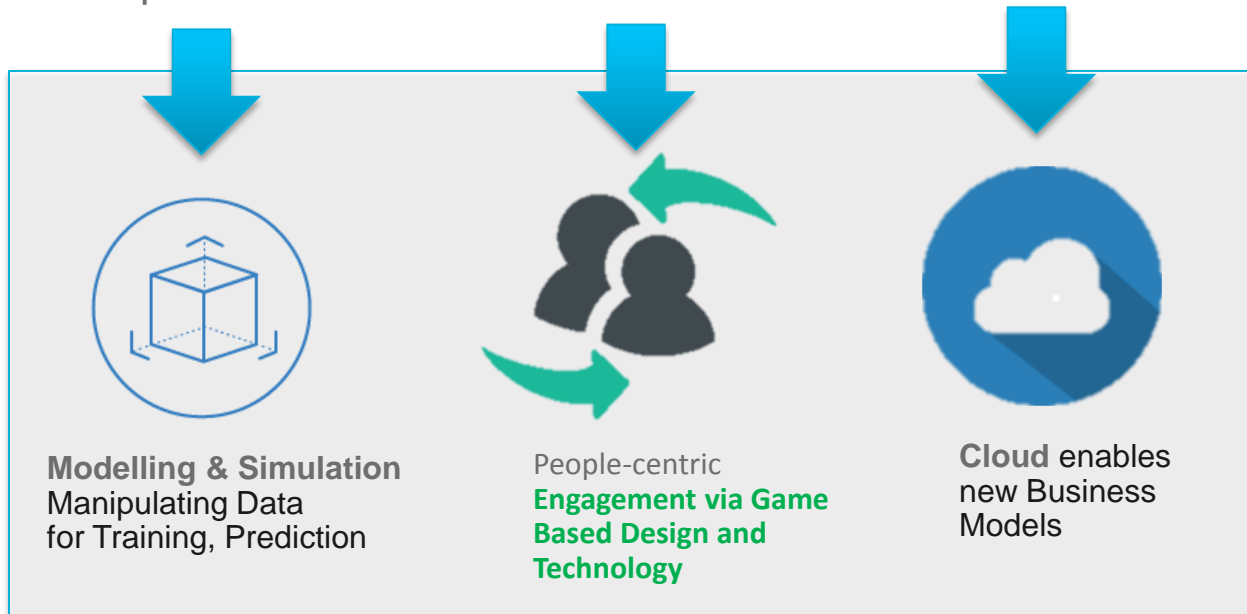 Modelling & Simulation
Manipulating Data
for Training, Prediction
People-centric
Engagement via Game
Based Design and
Technology
Cloud enables
new Business
Models